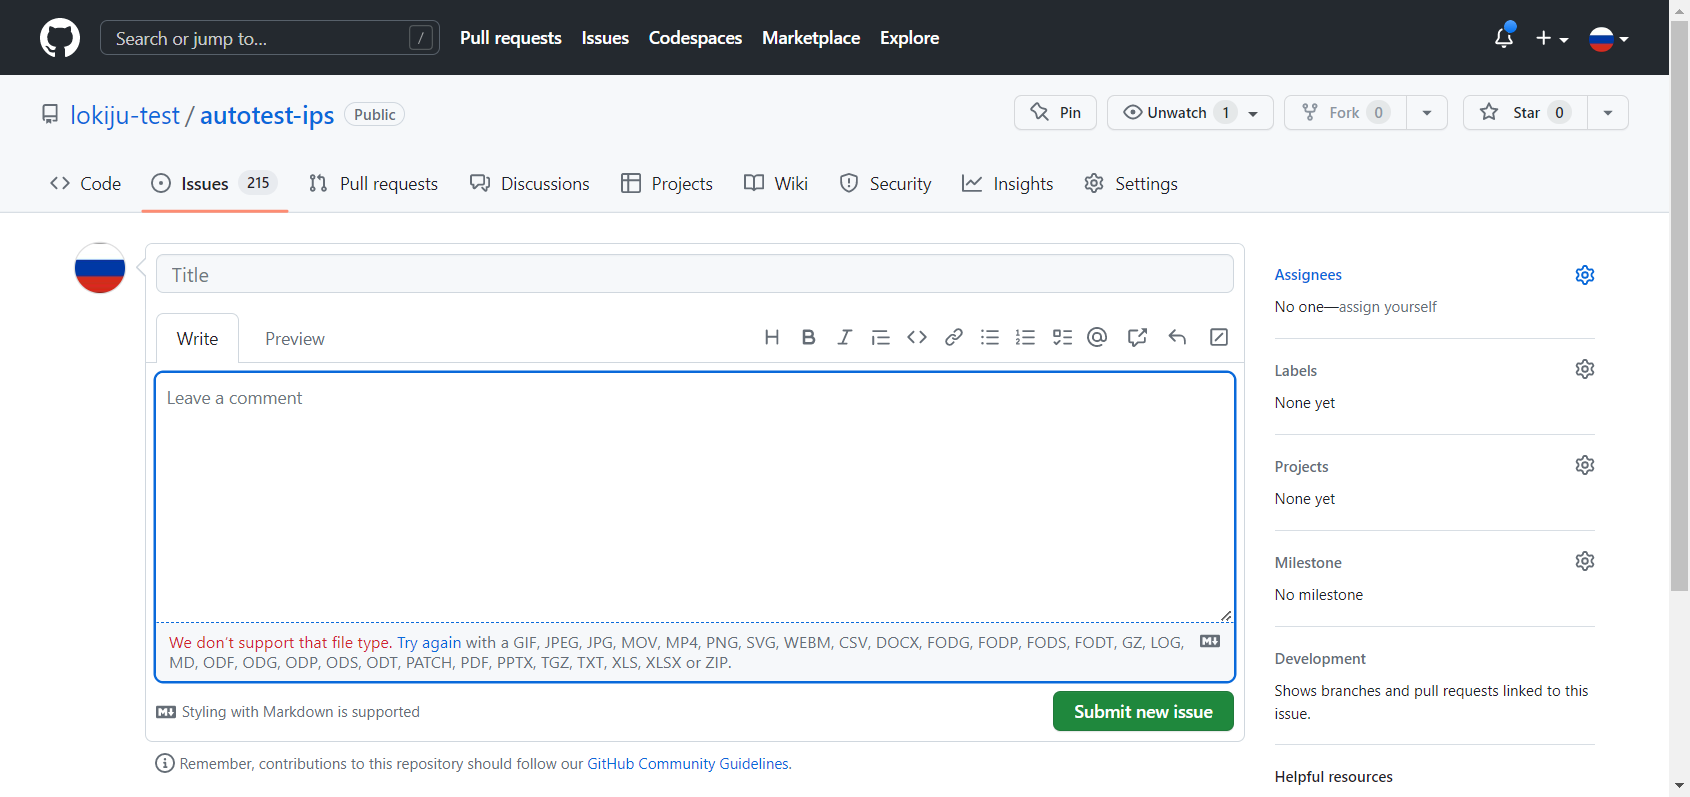 Search or jump to... /
Pull requests Issues Codespaces Marketplace Explore
lokiju-test / autotest-ips Public
Pin Unwatch 1 Fork 0 Star 0
Code Issues 215 Pull requests Discussions Projects Wiki Security Insights Settings
Title
Write Preview
Leave a comment
We don't support that file type. Try again with a GIF, JPEG, JPG, MOV, MP4, PNG, SVG, WEBM, CSV, DOCX, FODG, FODP, FODS, FODT, GZ, LOG,
MD, ODF, ODG, ODP, ODS, ODT, PATCH, PDF, PPTX, TGZ, TXT, XLS, XLSX or ZIP.
Styling with Markdown is supported
Submit new issue
Remember, contributions to this repository should follow our GitHub Community Guidelines.
Assignees
No one—assign yourself
Labels
None yet
Projects
None yet
Milestone
No milestone
Development
Shows branches and pull requests linked to this
issue.
Helpful resources